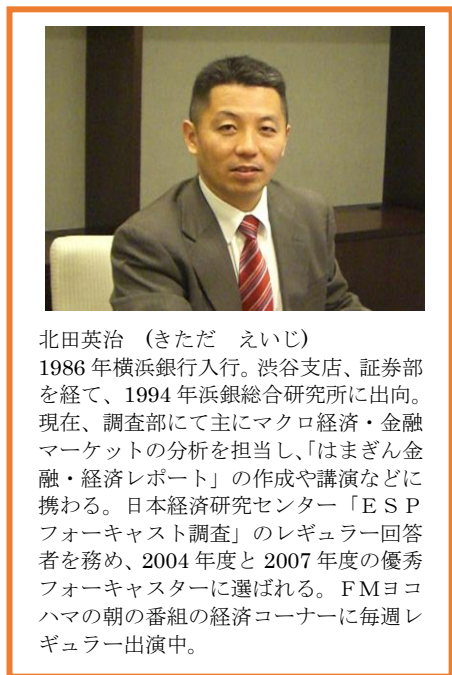 北田英治　(きただ　えいじ)
1986 年横浜銀行入行。渋谷支店、証券部
を経て、1994 年浜銀総合研究所に出向。
現在、調査部にて主にマクロ経済・金融
マーケットの分析を担当し、「はまぎん金
融・経済レポート」の作成や講演などに
携わる。日本経済研究センター「ＥＳＰ
フォーキャスト調査」のレギュラー回答
者を務め、2004 年度と 2007 年度の優秀
フォーキャスターに選ばれる。ＦＭヨコ
ハマの朝の番組の経済コーナーに毎週レ
ギュラー出演中。